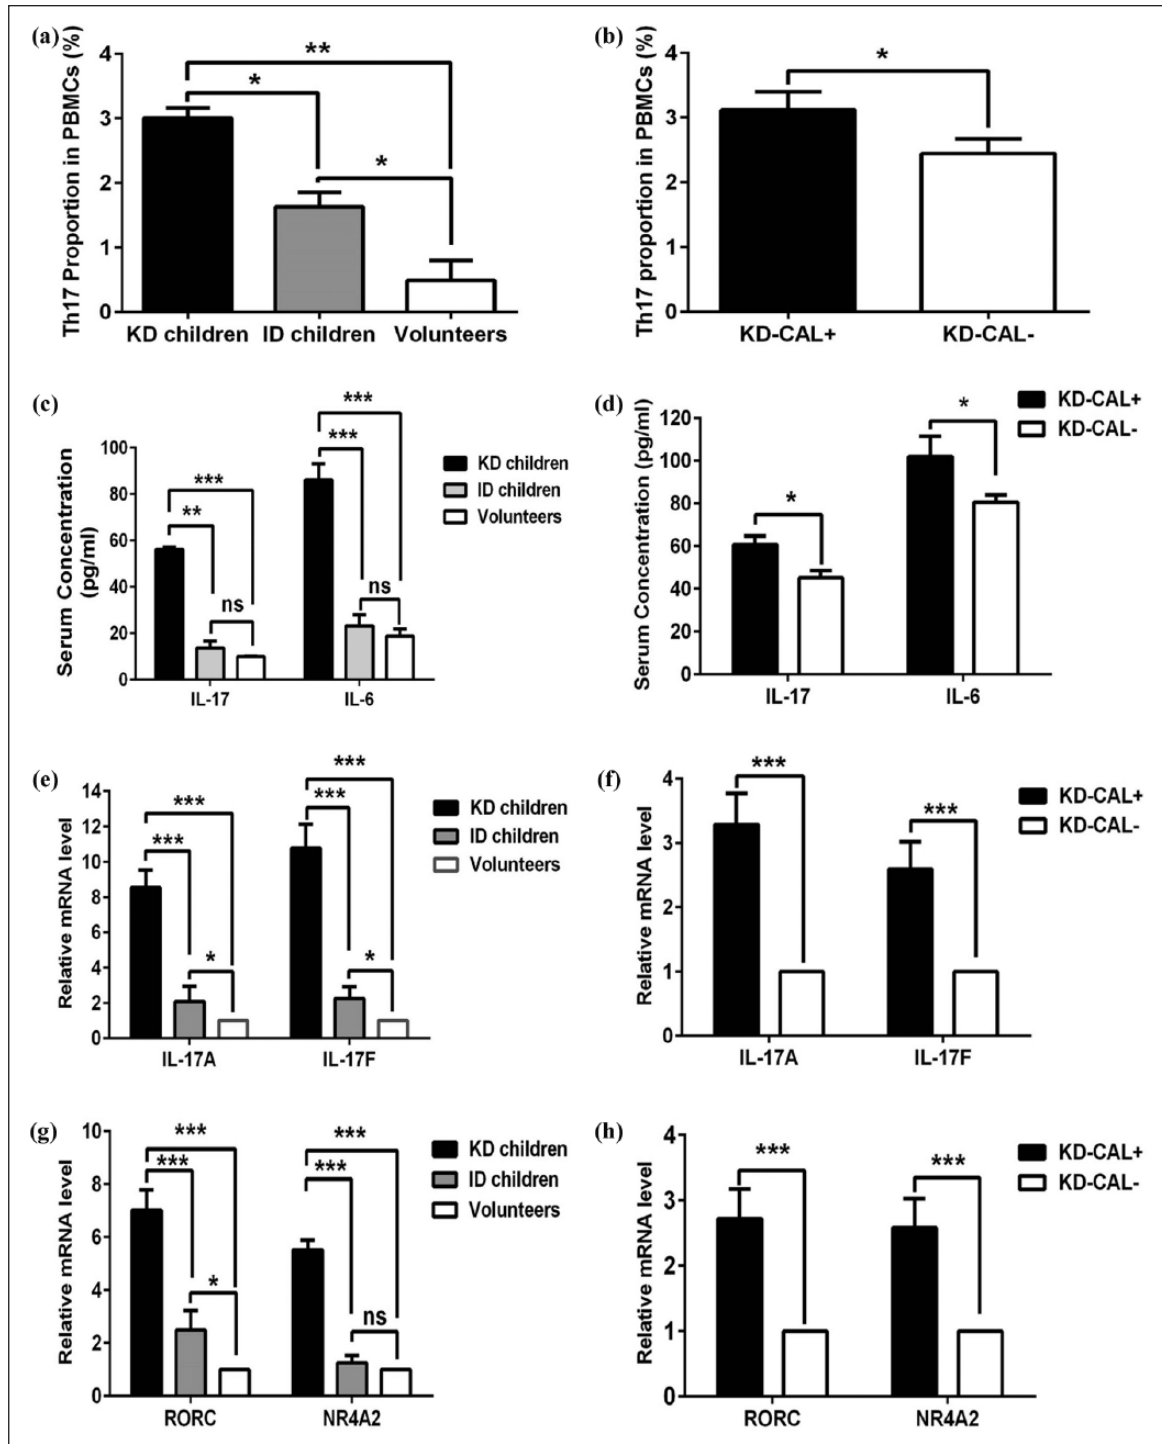 (a)
Th17 Proportion in PBMCs (%)
4
3
2
1
0
**
*
*
KD children ID children Volunteers
(b)
Th17 proportion in PBMCs (%)
4
3
2
1
0
*
KD-CAL+ KD-CAL-
(c)
Serum Concentration
(pg/ml)
100
80
60
40
20
0
***
**
ns
***
***
ns
IL-17 IL-6
KD children
ID children
Volunteers
(d)
Serum Concentration (pg/ml)
120
100
80
60
40
20
0
*
*
IL-17 IL-6
KD-CAL+
KD-CAL-
(e)
Relative mRNA level
14
12
10
8
6
4
2
0
***
***
*
***
***
*
IL-17A IL-17F
KD children
ID children
Volunteers
(f)
Relative mRNA level
4
3
2
1
0
***
***
IL-17A IL-17F
KD-CAL+
KD-CAL-
(g)
Relative mRNA level
10
8
6
4
2
0
***
***
*
***
***
ns
RORC NR4A2
KD children
ID children
Volunteers
(h)
Relative mRNA level
4
3
2
1
0
***
***
RORC NR4A2
KD-CAL+
KD-CAL-